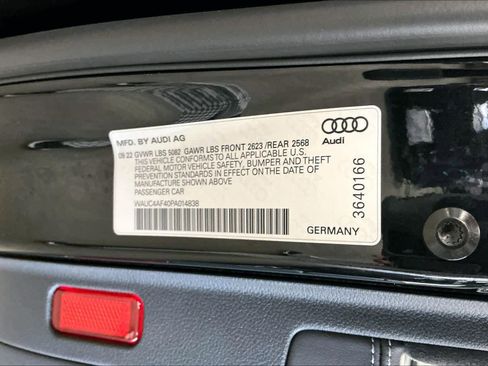 MFD. BY AUDI AG
09 22 GVWR LBS 5082 GAWR LBS FRONT 2623 /REAR 2568
THIS VEHICLE CONFORMS TO ALL APPLICABLE U.S.
FEDERAL MOTOR VEHICLE SAFETY, BUMPER AND THEFT
PREVENTION STANDARDS IN EFFECT ON THE DATE OF
MANUFACTURE SHOWN ABOVE
PASSENGER CAR
WAUC4AF40PA014838
Audi
3640166
GERMANY